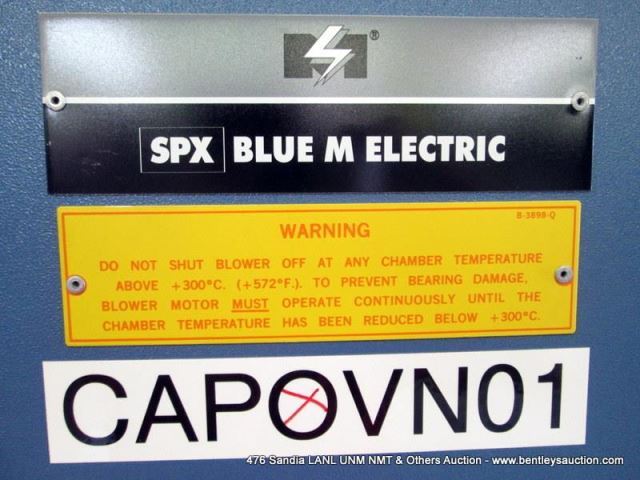 ®
SPX BLUE M ELECTRIC
B-3898-Q
WARNING
DO NOT SHUT BLOWER OFF AT ANY CHAMBER TEMPERATURE
ABOVE +300°C. (+572°F.). TO PREVENT BEARING DAMAGE,
BLOWER MOTOR MUST OPERATE CONTINUOUSLY UNTIL THE
CHAMBER TEMPERATURE HAS BEEN REDUCED BELOW +300°C.
CAPOVN01
476 Sandia LANL UNM NMT & Others Auction - www.bentleysauction.com